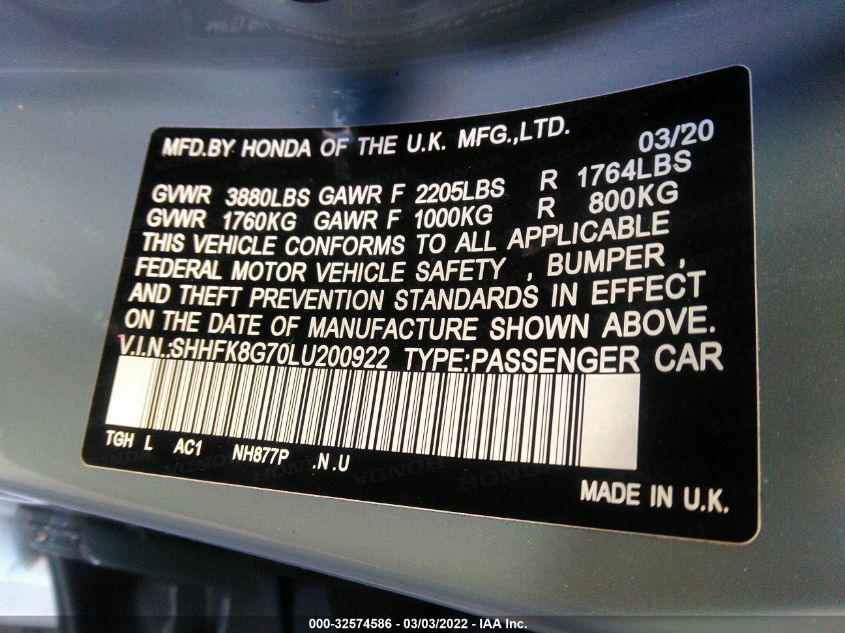 MFD.BY HONDA OF THE U.K. MFG.,LTD. 03/20
GVWR 3880LBS GAWR F 2205LBS R 1764LBS
GVWR 1760KG GAWR F 1000KG R 800KG
THIS VEHICLE CONFORMS TO ALL APPLICABLE
FEDERAL MOTOR VEHICLE SAFETY , BUMPER ,
AND THEFT PREVENTION STANDARDS IN EFFECT
ON THE DATE OF MANUFACTURE SHOWN ABOVE.
V.I.N.:SHHFK8G70LU200922 TYPE:PASSENGER CAR
TGH L AC1 NH877P .N.U
MADE IN U.K.
000-32574586 - 03/03/2022 - IAA Inc.